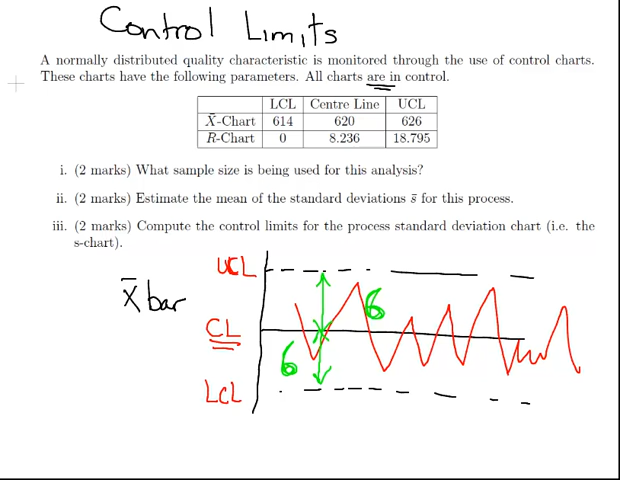 Control Limits
A normally distributed quality characteristic is monitored through the use of control charts.
These charts have the following parameters. All charts are in control.
LCL Centre Line UCL
X̄-Chart 614 620 626
R-Chart 0 8.236 18.795
i. (2 marks) What sample size is being used for this analysis?
ii. (2 marks) Estimate the mean of the standard deviations s̄ for this process.
iii. (2 marks) Compute the control limits for the process standard deviation chart (i.e. the
s-chart).
UCL
x̄ bar
6
CL
6
LCL